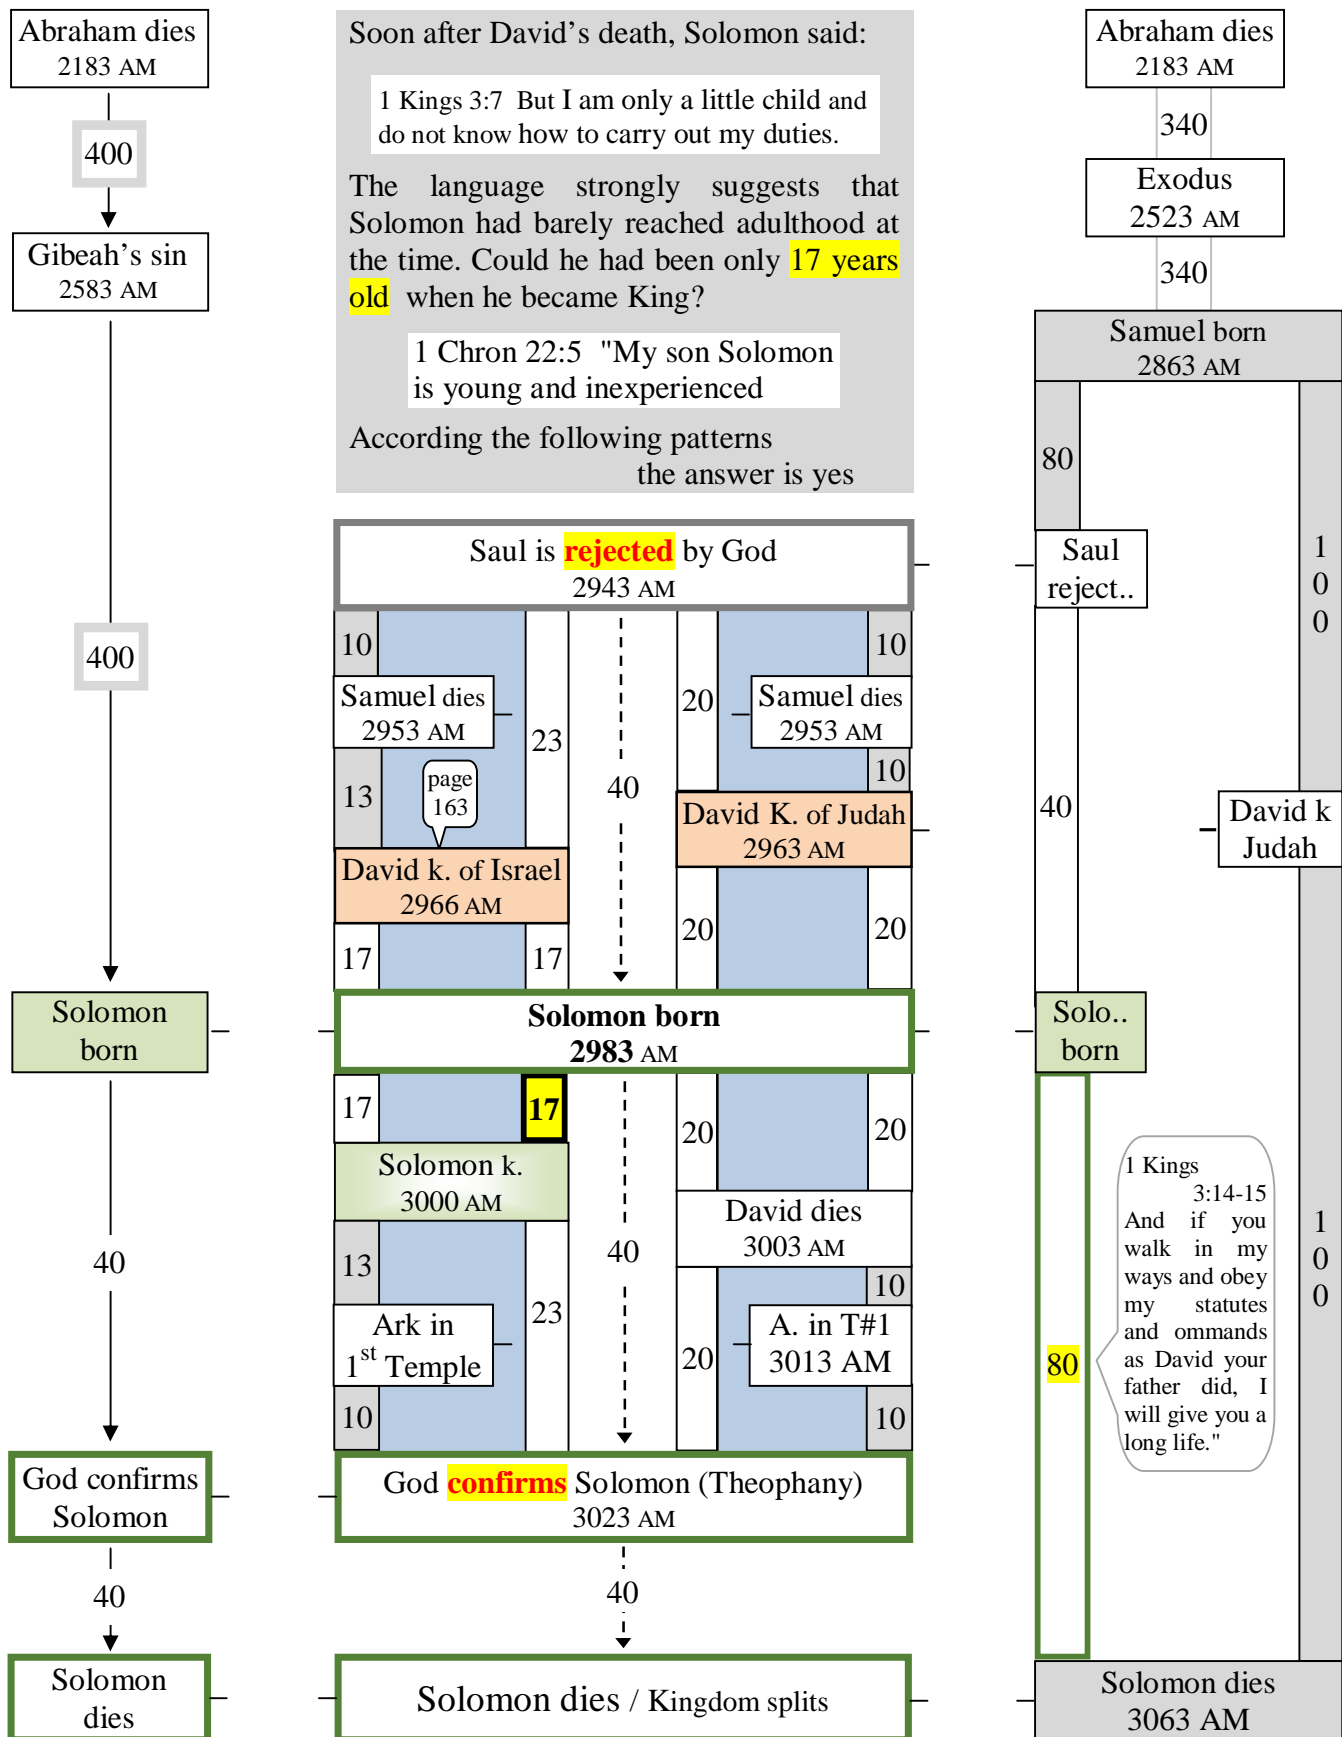 Abraham dies
2183 AM
400
Gibeah's sin
2583 AM
400
Solomon
born
40
God confirms
Solomon
40
Solomon
dies
Soon after David's death, Solomon said:
1 Kings 3:7 But I am only a little child and
do not know how to carry out my duties.
The language strongly suggests that
Solomon had barely reached adulthood at
the time. Could he had been only 17 years
old when he became King?
1 Chron 22:5 "My son Solomon
is young and inexperienced
According the following patterns
the answer is yes
Saul is rejected by God
2943 AM
10
23
40
20
10
Samuel dies
2953 AM
Samuel dies
2953 AM
13
page
163
10
David k. of Israel
2966 AM
David K. of Judah
2963 AM
17
17
20
20
Solomon born
2983 AM
17
17
40
20
20
Solomon k.
3000 AM
David dies
3003 AM
13
23
20
10
Ark in
1st Temple
A. in T#1
3013 AM
10
10
God confirms Solomon (Theophany)
3023 AM
40
Solomon dies / Kingdom splits
Abraham dies
2183 AM
340
Exodus
2523 AM
340
Samuel born
2863 AM
80
100
Saul
reject..
40
David k
Judah
Solo..
born
80
1 Kings
3:14-15
And if you
walk in my
ways and obey
my statutes
and ommands
as David your
father did, I
will give you a
long life."
100
Solomon dies
3063 AM